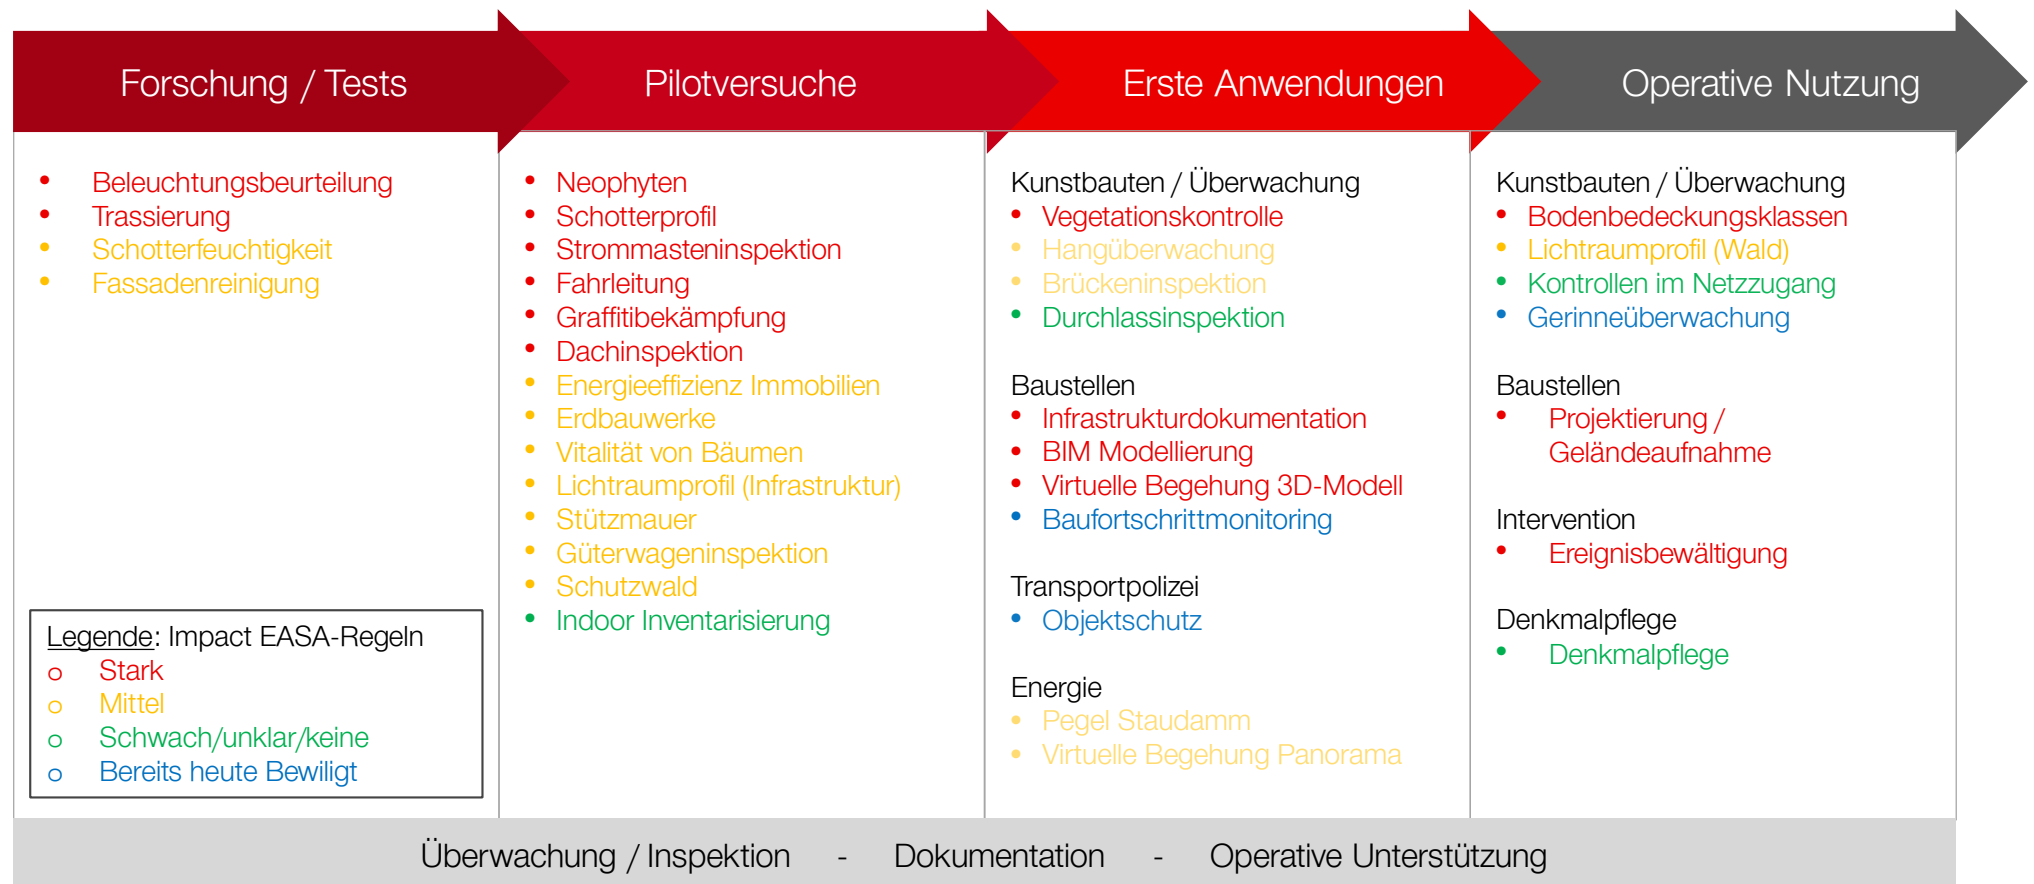 Forschung / Tests
Pilotversuche
Erste Anwendungen
Operative Nutzung
• Beleuchtungsbeurteilung
• Trassierung
• Schotterfeuchtigkeit
• Fassadenreinigung
Legende: Impact EASA-Regeln
o Stark
o Mittel
o Schwach/unklar/keine
o Bereits heute Bewiligt
• Neophyten
• Schotterprofil
• Strommasteninspektion
• Fahrleitung
• Graffitibekämpfung
• Dachinspektion
• Energieeffizienz Immobilien
• Erdbauwerke
• Vitalität von Bäumen
• Lichtraumprofil (Infrastruktur)
• Stützmauer
• Güterwageninspektion
• Schutzwald
• Indoor Inventarisierung
Kunstbauten / Überwachung
• Vegetationskontrolle
• Hangüberwachung
• Brückeninspektion
• Durchlassinspektion
Baustellen
• Infrastrukturdokumentation
• BIM Modellierung
• Virtuelle Begehung 3D-Modell
• Baufortschrittmonitoring
Transportpolizei
• Objektschutz
Energie
• Pegel Staudamm
• Virtuelle Begehung Panorama
Kunstbauten / Überwachung
• Bodenbedeckungsklassen
• Lichtraumprofil (Wald)
• Kontrollen im Netzzugang
• Gerinneüberwachung
Baustellen
• Projektierung /
Geländeaufnahme
Intervention
• Ereignisbewältigung
Denkmalpflege
• Denkmalpflege
Überwachung / Inspektion - Dokumentation - Operative Unterstützung